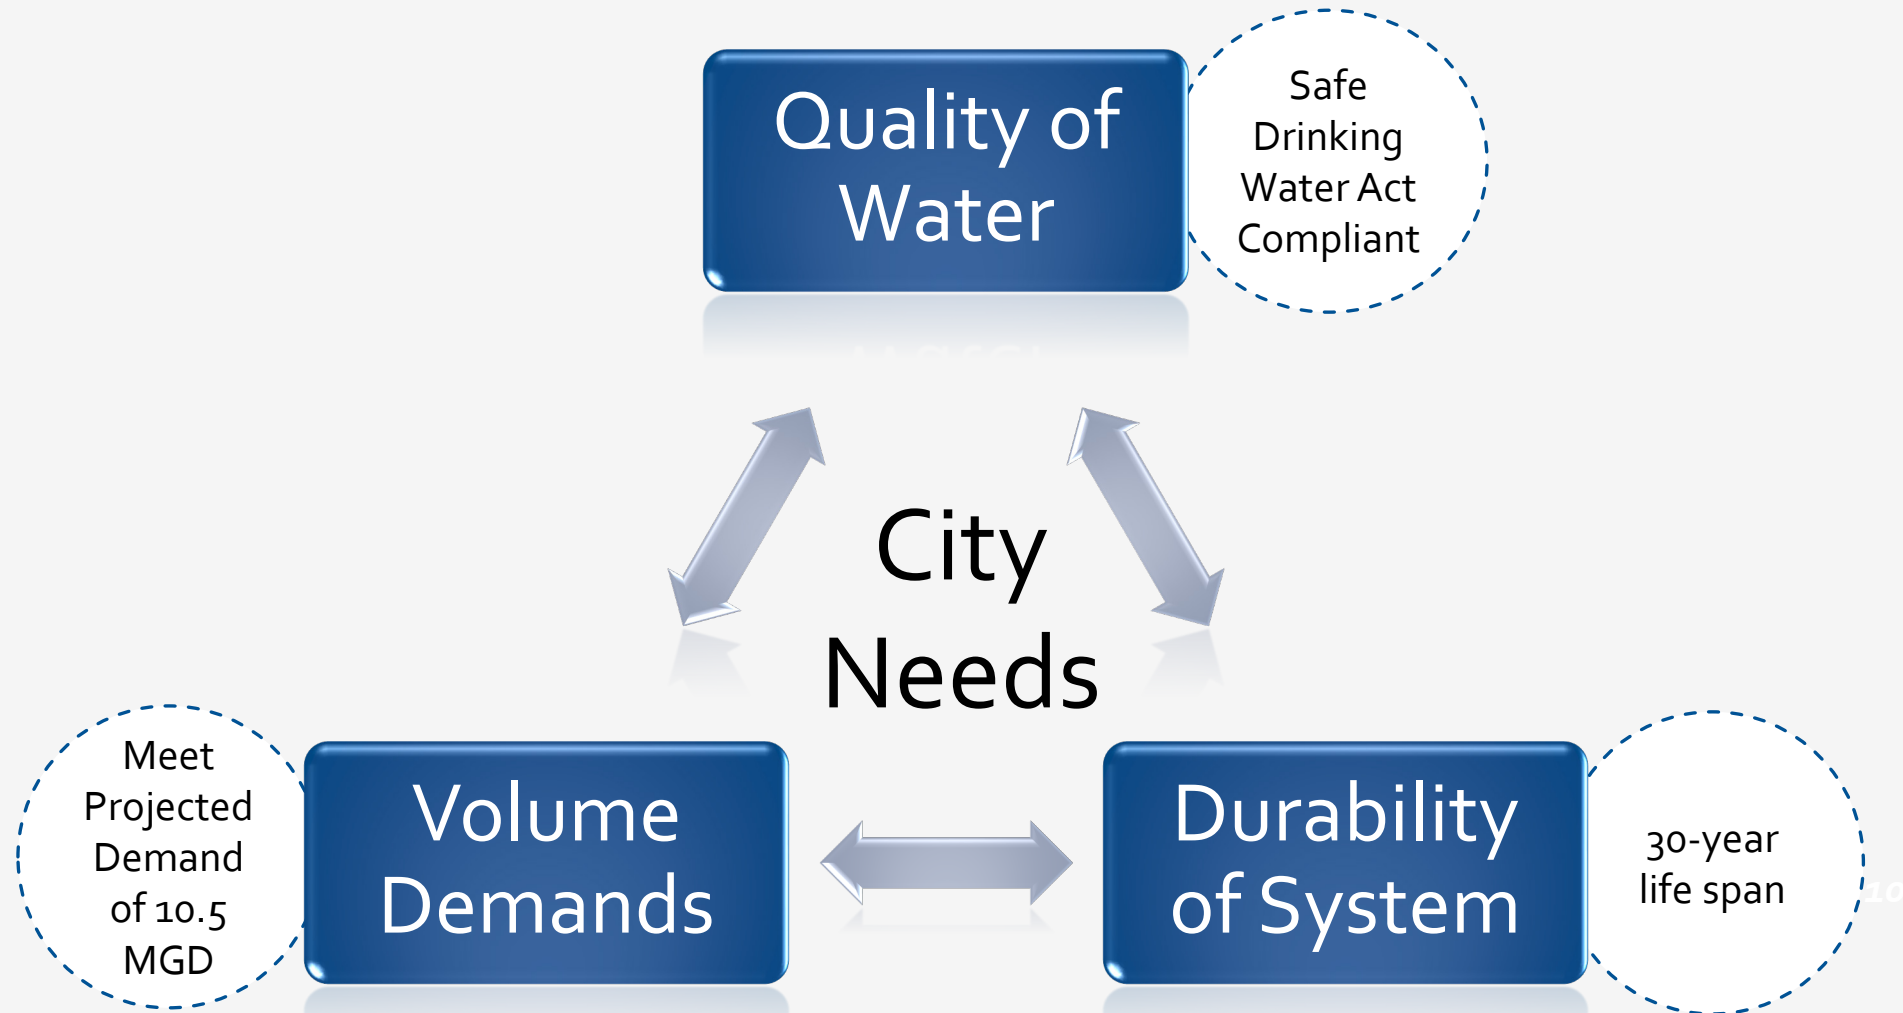 Quality of
Water
Safe
Drinking
Water Act
Compliant
City
Needs
Meet
Projected
Demand
of 10.5
MGD
Volume
Demands
Durability
of System
30-year
life span
10